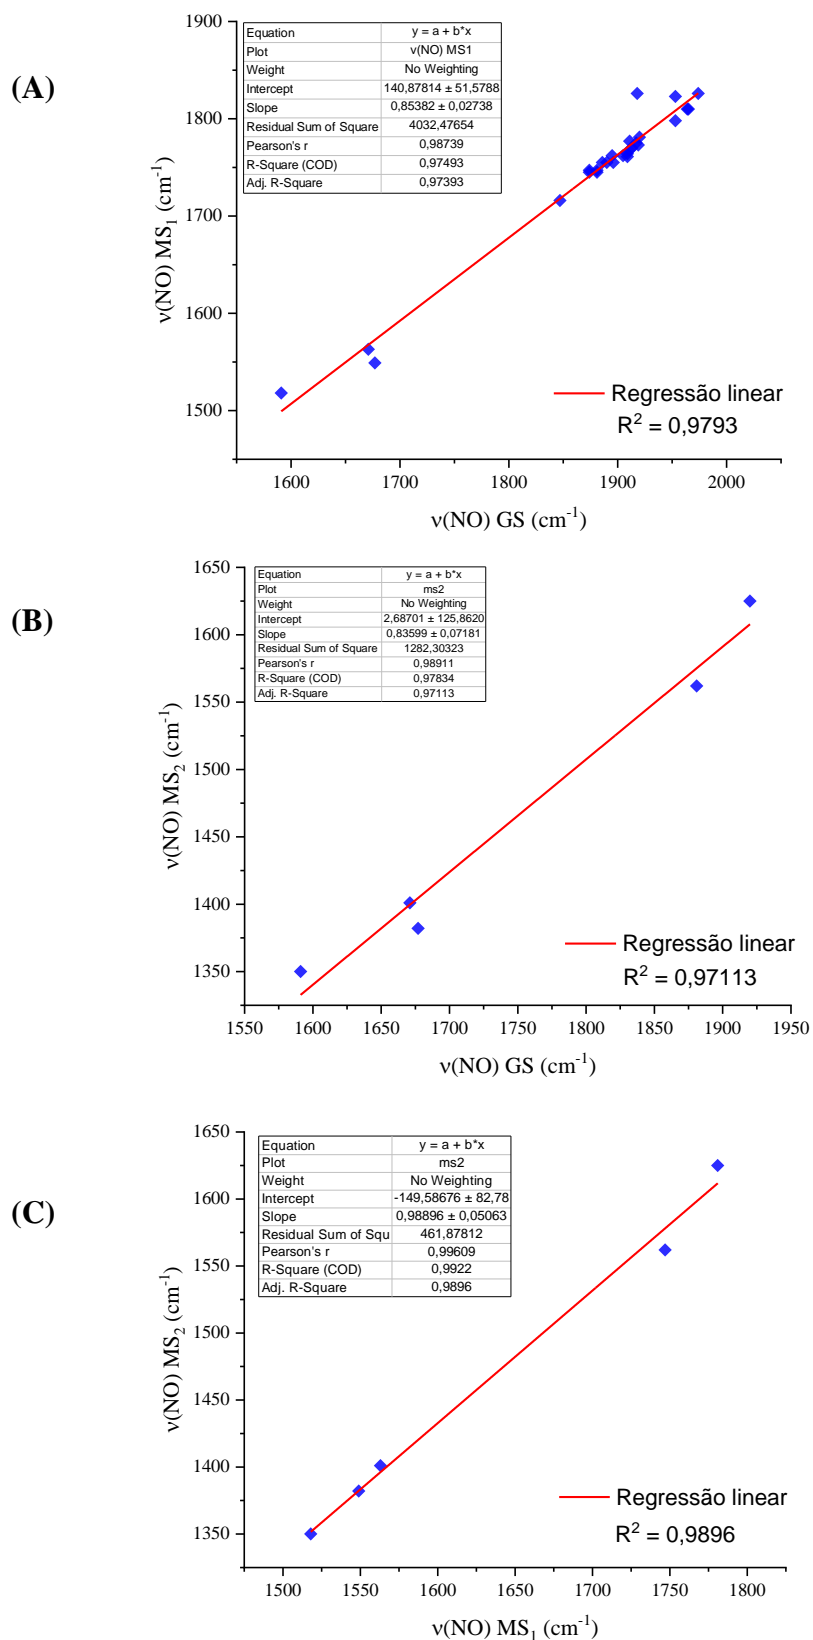 (A)
Equation y = a + b*x
Plot ν(NO) MS1
Weight No Weighting
Intercept 140,87814 ± 51,5788
Slope 0,85382 ± 0,02738
Residual Sum of Square 4032,47654
Pearson's r 0,98739
R-Square (COD) 0,97493
Adj. R-Square 0,97393
1900
1800
1700
1600
1500
ν(NO) MS₁ (cm⁻¹)
Regressão linear
R² = 0,9793
1600 1700 1800 1900 2000
ν(NO) GS (cm⁻¹)
(B)
Equation y = a + b*x
Plot ms2
Weight No Weighting
Intercept 2,68701 ± 125,8620
Slope 0,83599 ± 0,07181
Residual Sum of Square 1282,30323
Pearson's r 0,98911
R-Square (COD) 0,97834
Adj. R-Square 0,97113
1650
1600
1550
1500
1450
1400
1350
ν(NO) MS₂ (cm⁻¹)
Regressão linear
R² = 0,97113
1550 1600 1650 1700 1750 1800 1850 1900 1950
ν(NO) GS (cm⁻¹)
(C)
Equation y = a + b*x
Plot ms2
Weight No Weighting
Intercept -149,58676 ± 82,78
Slope 0,98896 ± 0,05063
Residual Sum of Squ 461,87812
Pearson's r 0,99609
R-Square (COD) 0,9922
Adj. R-Square 0,9896
1650
1600
1550
1500
1450
1400
1350
ν(NO) MS₂ (cm⁻¹)
Regressão linear
R² = 0,9896
1500 1550 1600 1650 1700 1750 1800
ν(NO) MS₁ (cm⁻¹)